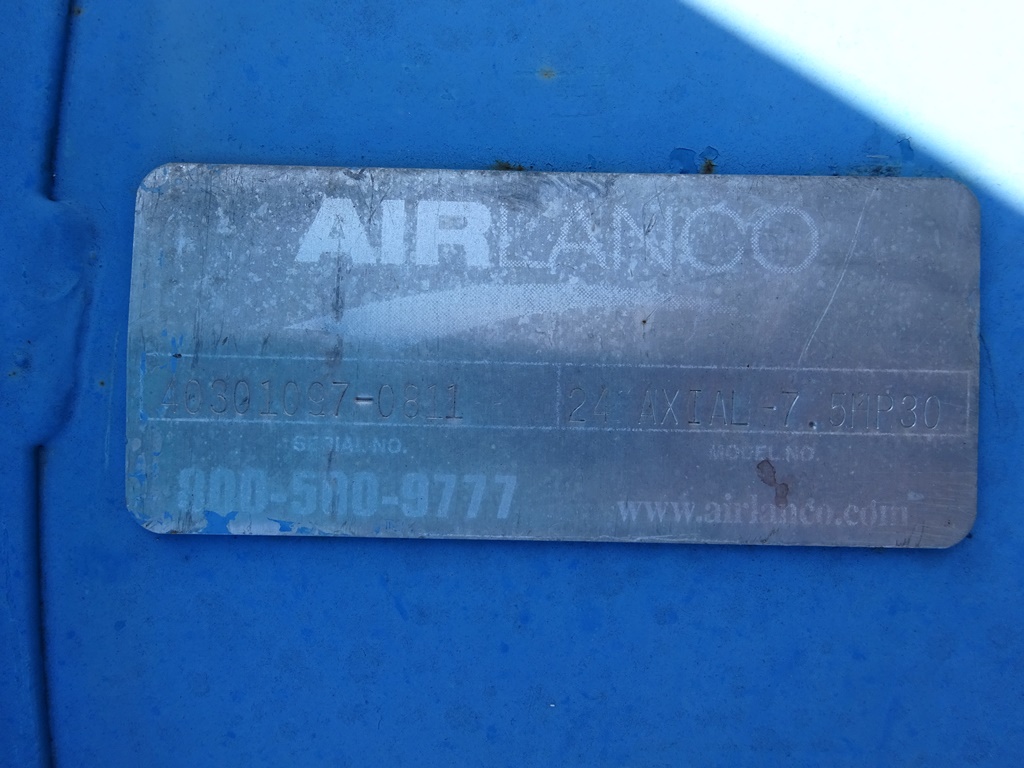 AIRLANCO
40301097-0811 24 AXIAL-7.5MP30
SERIAL NO. MODEL NO.
800-500-9777 www.airlanco.com